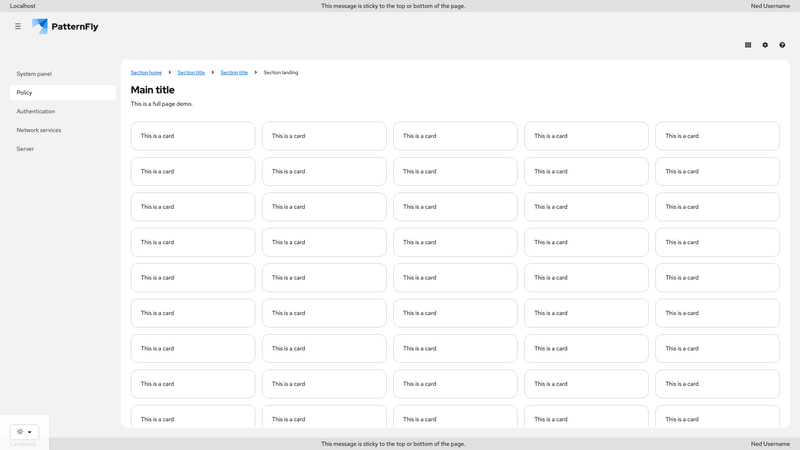 Localhost
This message is sticky to the top or bottom of the page.
Ned Username
PatternFly
System panel
Policy
Authentication
Network services
Server
Section home
Section title
Section title
Section landing
Main title
This is a full page demo.
This is a card This is a card This is a card This is a card This is a card
This is a card This is a card This is a card This is a card This is a card
This is a card This is a card This is a card This is a card This is a card
This is a card This is a card This is a card This is a card This is a card
This is a card This is a card This is a card This is a card This is a card
This is a card This is a card This is a card This is a card This is a card
This is a card This is a card This is a card This is a card This is a card
This is a card This is a card This is a card This is a card This is a card
This is a card This is a card This is a card This is a card This is a card
Localhost
This message is sticky to the top or bottom of the page.
Ned Username